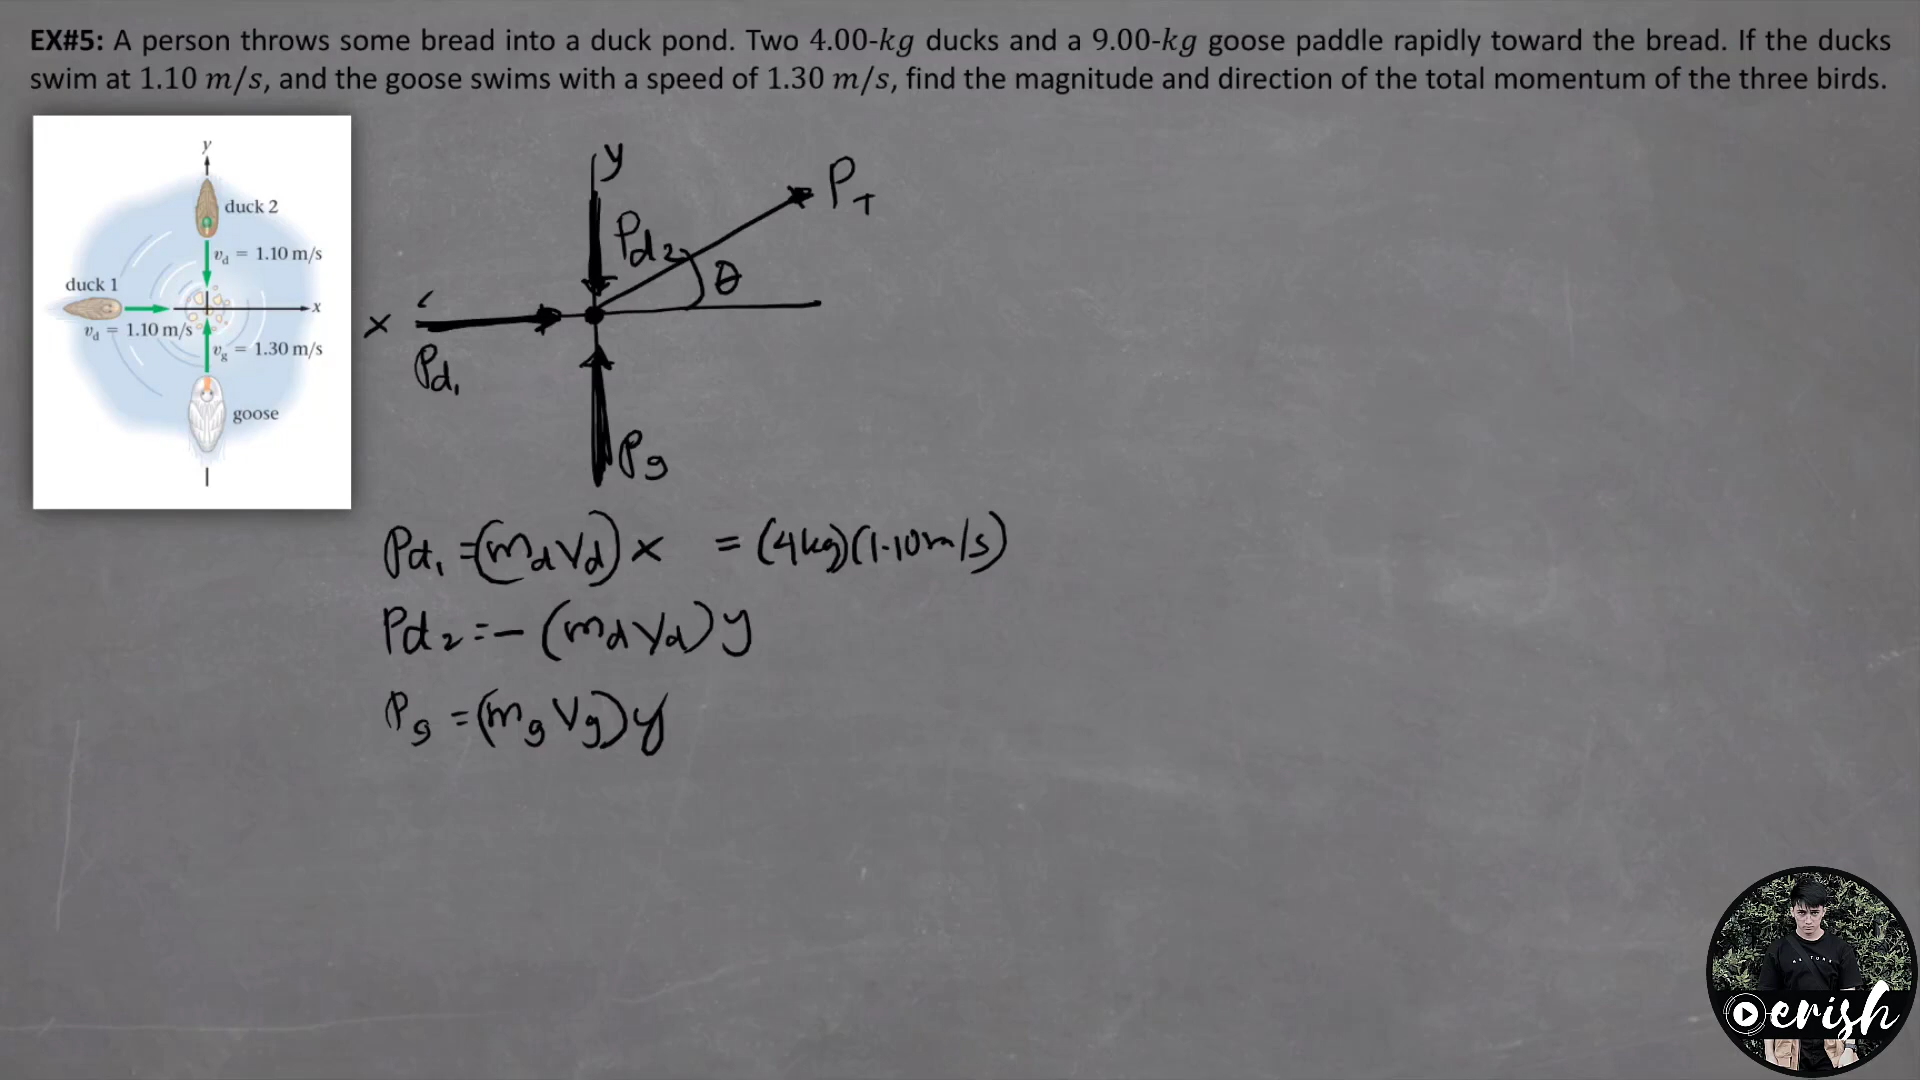 EX#5: A person throws some bread into a duck pond. Two 4.00-kg ducks and a 9.00-kg goose paddle rapidly toward the bread. If the ducks
swim at 1.10 m/s, and the goose swims with a speed of 1.30 m/s, find the magnitude and direction of the total momentum of the three birds.
y
duck 2
v_d = 1.10 m/s
duck 1
x
v_d = 1.10 m/s
v_g = 1.30 m/s
goose
y
P_T
Pd_2
θ
x
Pd_1
P_g
Pd_1 = (m_d v_d) x = (4kg)(1.10m/s)
Pd_2 = - (m_d v_d) y
P_g = (m_g v_g) y
erish